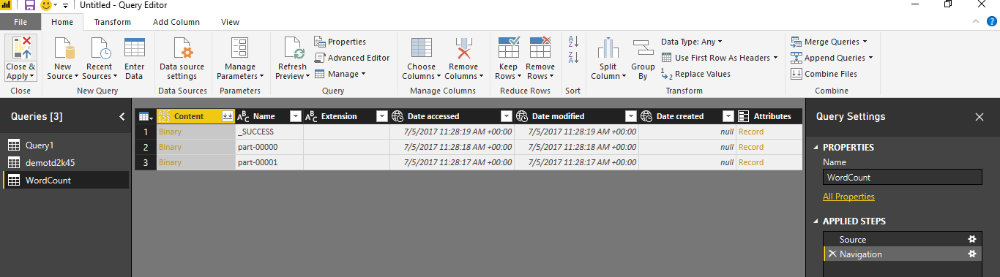 Untitled - Query Editor
File Home Transform Add Column View
Close & Apply
New Source
Recent Sources
Enter Data
Data source settings
Manage Parameters
Refresh Preview
Properties
Advanced Editor
Manage
Choose Columns
Remove Columns
Keep Rows
Remove Rows
A Z
Z A
Split Column
Group By
Data Type: Any
Use First Row As Headers
1 2 Replace Values
Merge Queries
Append Queries
Combine Files
Close New Query Data Sources Parameters Query Manage Columns Reduce Rows Sort Transform Combine
Queries [3]
Query1
demotd2k45
WordCount
ABC 123 Content ABC Name ABC Extension Date accessed Date modified Date created Attributes
1 Binary _SUCCESS 7/5/2017 11:28:19 AM +00:00 7/5/2017 11:28:19 AM +00:00 null Record
2 Binary part-00000 7/5/2017 11:28:18 AM +00:00 7/5/2017 11:28:18 AM +00:00 null Record
3 Binary part-00001 7/5/2017 11:28:17 AM +00:00 7/5/2017 11:28:17 AM +00:00 null Record
Query Settings
PROPERTIES
Name
WordCount
All Properties
APPLIED STEPS
Source
Navigation